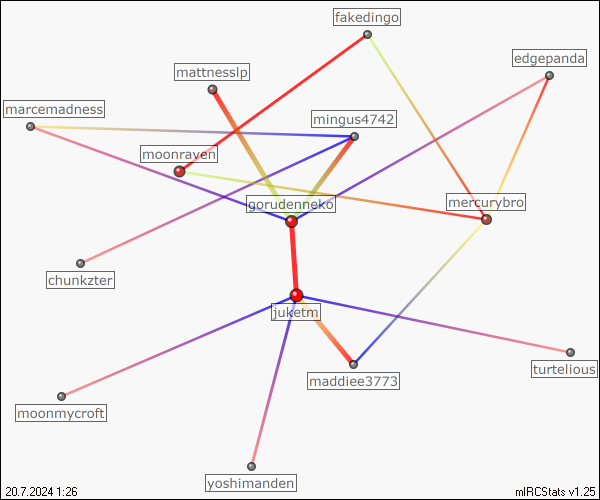 fakedingo
edgepanda
mattnesslp
marcemadness
mingus4742
moonraven
gorudenneko
mercurybro
chunkzter
juketm
turtelious
maddiee3773
moonmycroft
yoshimanden
20.7.2024 1:26
mIRCStats v1.25